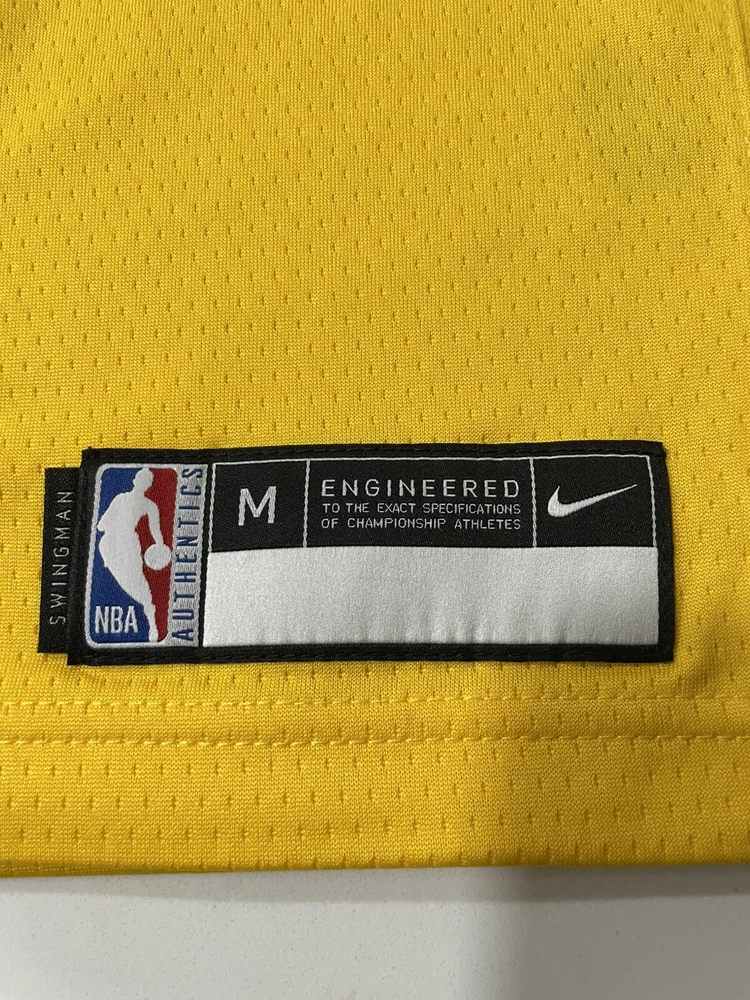 SWINGMAN
NBA
AUTHENTICS
M
ENGINEERED
TO THE EXACT SPECIFICATIONS
OF CHAMPIONSHIP ATHLETES